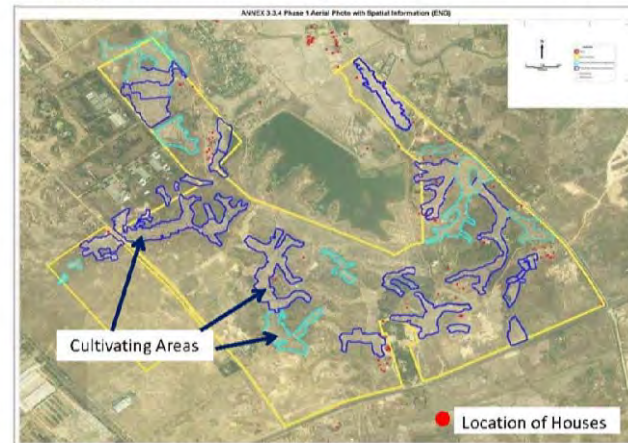 ANNEX 3-3.4 Phase 1 Aerial Photo with Spatial Information (ENG)
Cultivating Areas
Location of Houses